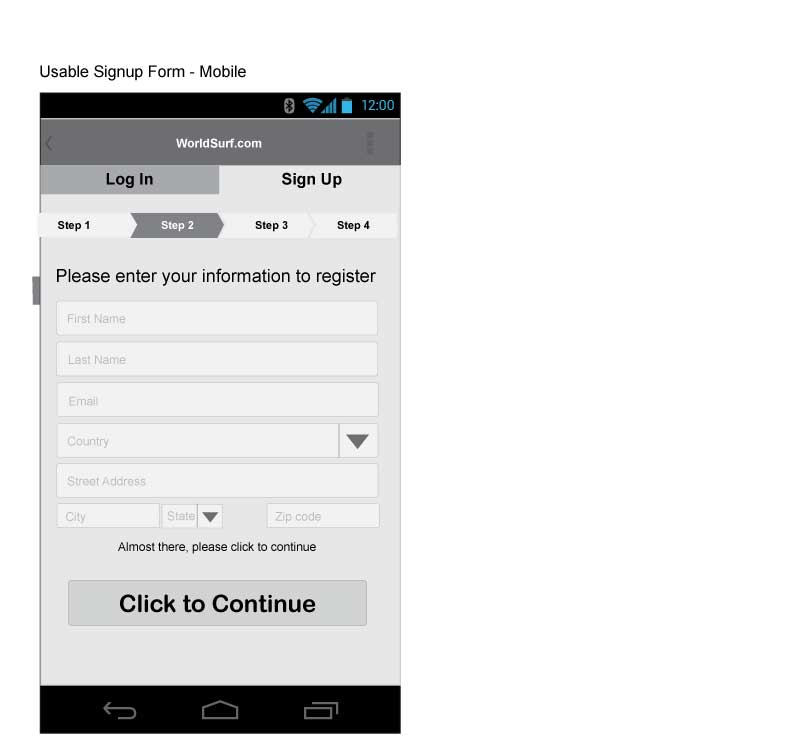 Usable Signup Form - Mobile
12:00
WorldSurf.com
Log In Sign Up
Step 1 Step 2 Step 3 Step 4
Please enter your information to register
First Name
Last Name
Email
Country
Street Address
City State Zip code
Almost there, please click to continue
Click to Continue